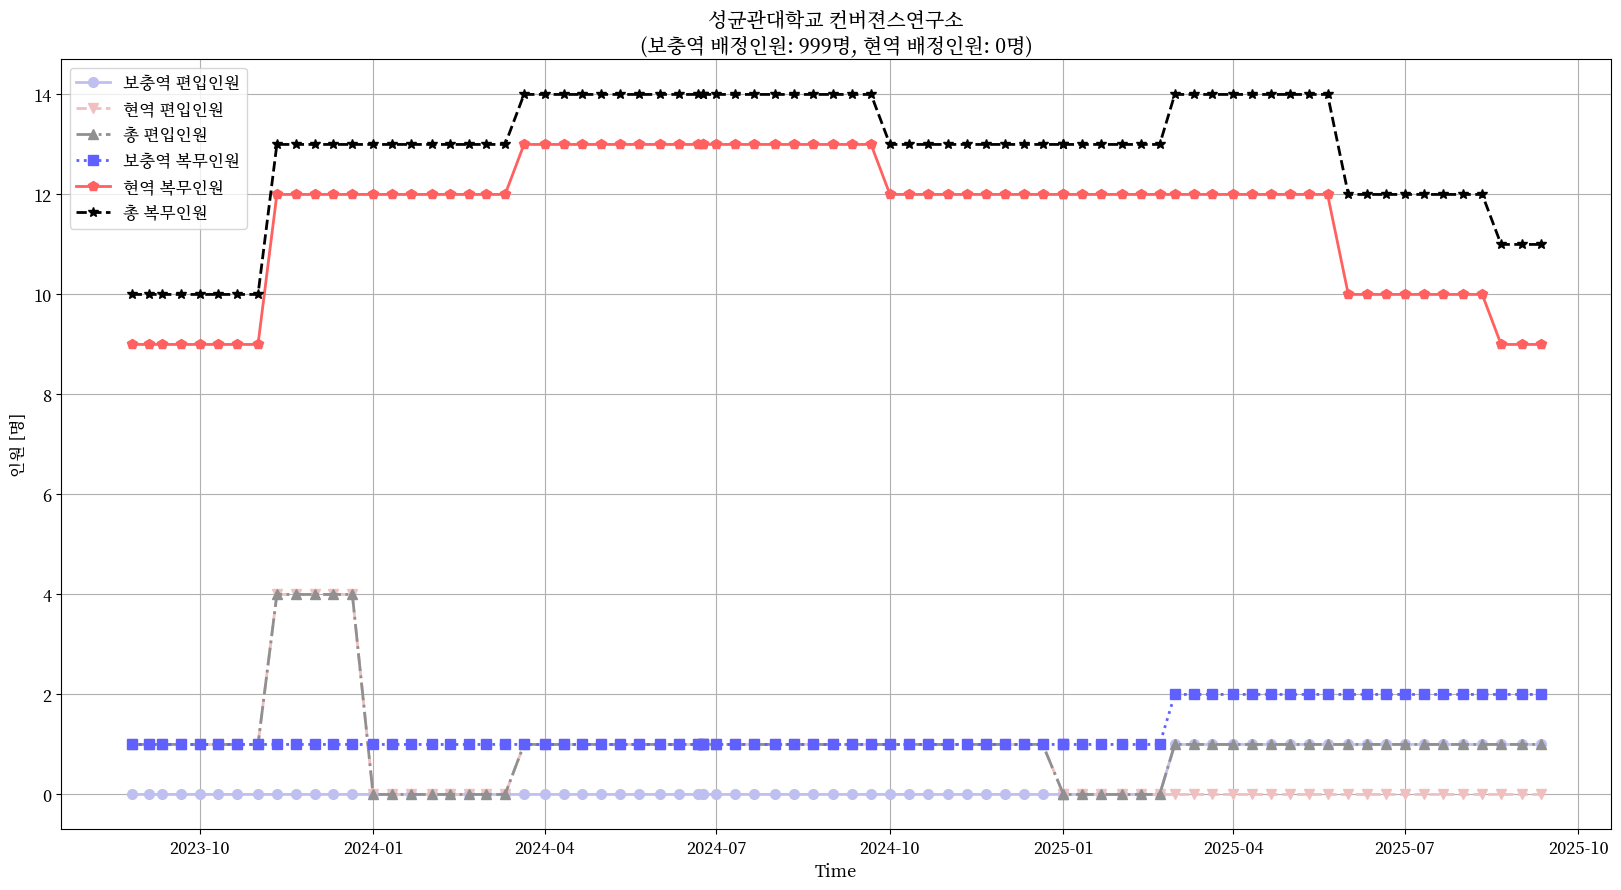 성균관대학교 컨버젼스연구소
(보충역 배정인원: 999명, 현역 배정인원: 0명)
보충역 편입인원
현역 편입인원
총 편입인원
보충역 복무인원
현역 복무인원
총 복무인원
인원 [명]
14
12
10
8
6
4
2
0
2023-10
2024-01
2024-04
2024-07
2024-10
2025-01
2025-04
2025-07
2025-10
Time